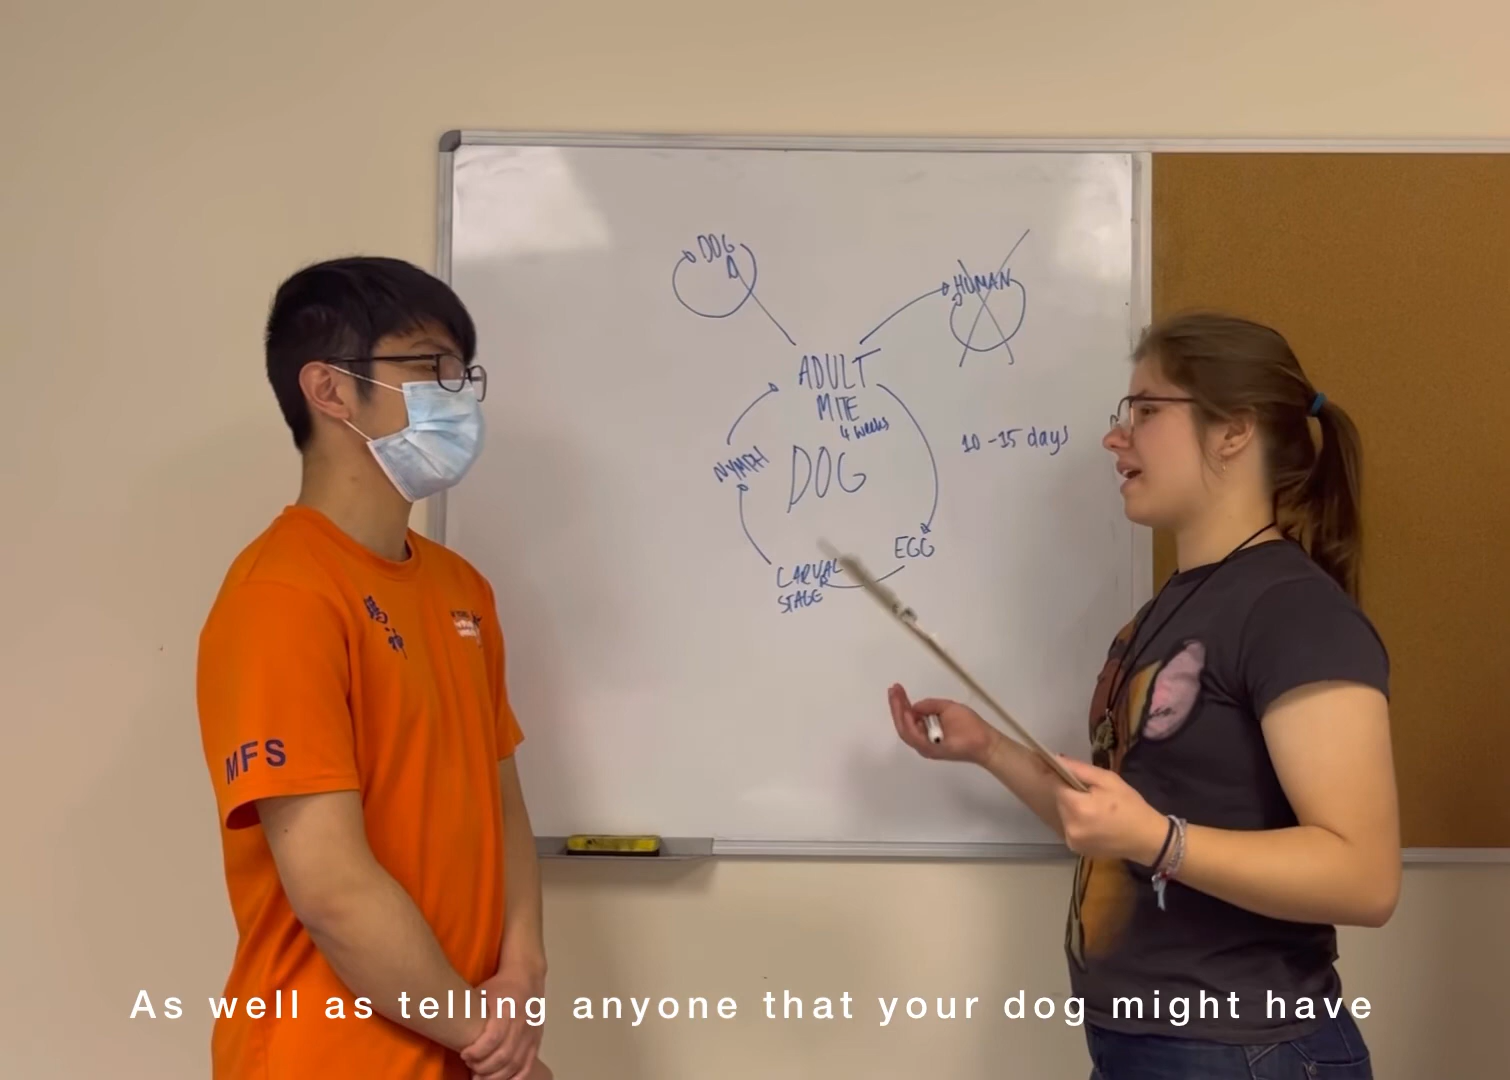 DOG
HUMAN
ADULT
MITE
4 weeks
10-15 days
NYMPH
DOG
EGG
LARVAL
STAGE
MFS
As well as telling anyone that your dog might have